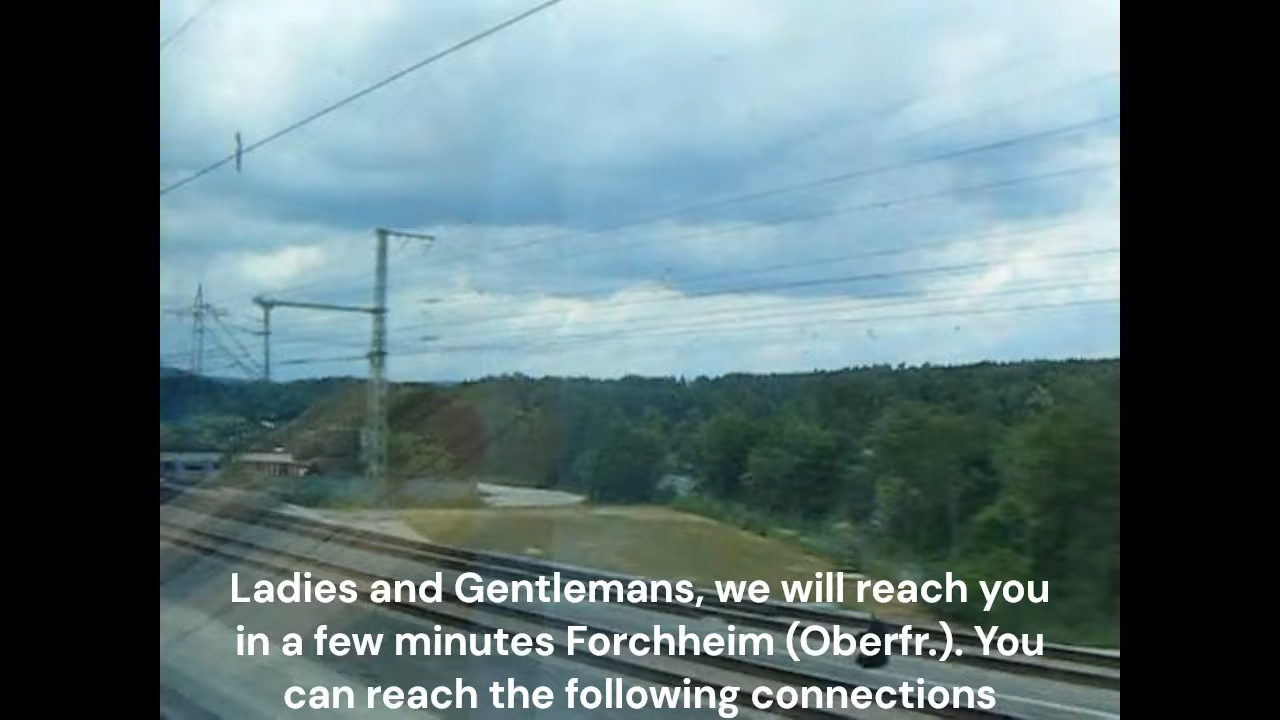 Ladies and Gentlemans, we will reach you
in a few minutes Forchheim (Oberfr.). You
can reach the following connections